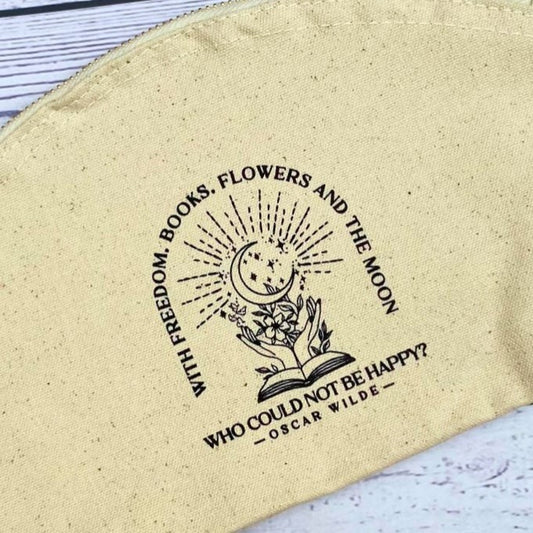 WITH FREEDOM, BOOKS, FLOWERS AND THE MOON
WHO COULD NOT BE HAPPY?
— OSCAR WILDE —